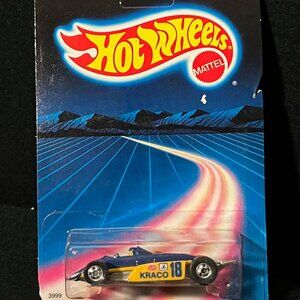 Hot Wheels
MATTEL
KRACO 18
3999